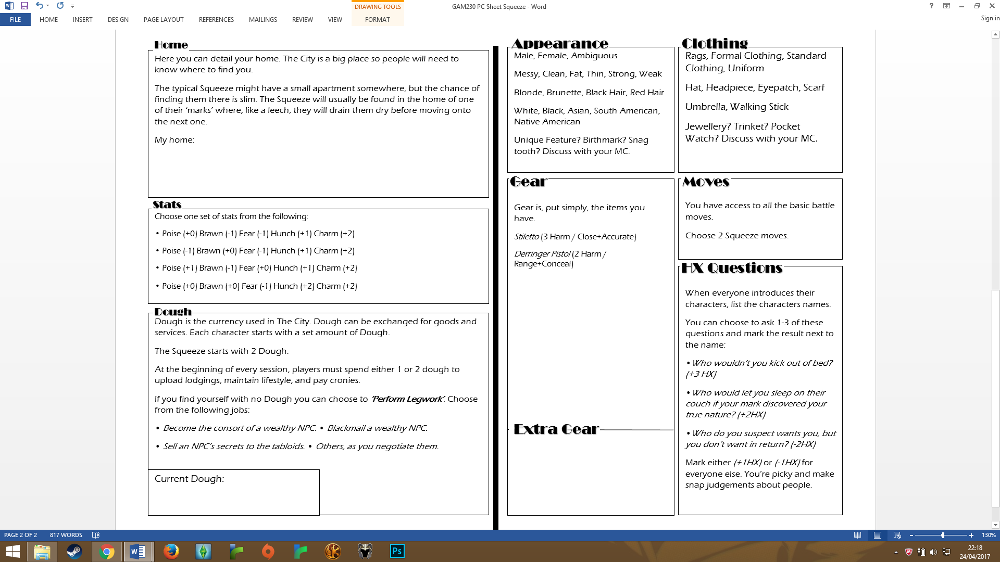 DRAWING TOOLS
GAM230 PC Sheet Squeeze - Word
?
FILE
HOME
INSERT
DESIGN
PAGE LAYOUT
REFERENCES
MAILINGS
REVIEW
VIEW
FORMAT
Sign in
Home
Here you can detail your home. The City is a big place so people will need to
know where to find you.
The typical Squeeze might have a small apartment somewhere, but the chance of
finding them there is slim. The Squeeze will usually be found in the home of one
of their ‘marks’ where, like a leech, they will drain them dry before moving onto
the next one.
My home:
Stats
Choose one set of stats from the following:
• Poise (+0) Brawn (-1) Fear (-1) Hunch (+1) Charm (+2)
• Poise (-1) Brawn (+0) Fear (-1) Hunch (+1) Charm (+2)
• Poise (+1) Brawn (-1) Fear (+0) Hunch (+1) Charm (+2)
• Poise (+0) Brawn (+0) Fear (-1) Hunch (+2) Charm (+2)
Dough
Dough is the currency used in The City. Dough can be exchanged for goods and
services. Each character starts with a set amount of Dough.
The Squeeze starts with 2 Dough.
At the beginning of every session, players must spend either 1 or 2 dough to
upload lodgings, maintain lifestyle, and pay cronies.
If you find yourself with no Dough you can choose to ‘Perform Legwork’. Choose
from the following jobs:
• Become the consort of a wealthy NPC. • Blackmail a wealthy NPC.
• Sell an NPC’s secrets to the tabloids. • Others, as you negotiate them.
Current Dough:
Appearance
Male, Female, Ambiguous
Messy, Clean, Fat, Thin, Strong, Weak
Blonde, Brunette, Black Hair, Red Hair
White, Black, Asian, South American,
Native American
Unique Feature? Birthmark? Snag
tooth? Discuss with your MC.
Clothing
Rags, Formal Clothing, Standard
Clothing, Uniform
Hat, Headpiece, Eyepatch, Scarf
Umbrella, Walking Stick
Jewellery? Trinket? Pocket
Watch? Discuss with your MC.
Gear
Gear is, put simply, the items you
have.
Stiletto (3 Harm / Close+Accurate)
Derringer Pistol (2 Harm /
Range+Conceal)
Extra Gear
Moves
You have access to all the basic battle
moves.
Choose 2 Squeeze moves.
HX Questions
When everyone introduces their
characters, list the characters names.
You can choose to ask 1-3 of these
questions and mark the result next to
the name:
• Who wouldn’t you kick out of bed?
(+3 HX)
• Who would let you sleep on their
couch if your mark discovered your
true nature? (+2HX)
• Who do you suspect wants you, but
you don’t want in return? (-2HX)
Mark either (+1HX) or (-1HX) for
everyone else. You’re picky and make
snap judgements about people.
PAGE 2 OF 2
817 WORDS
130%
Ps
22:18
24/04/2017